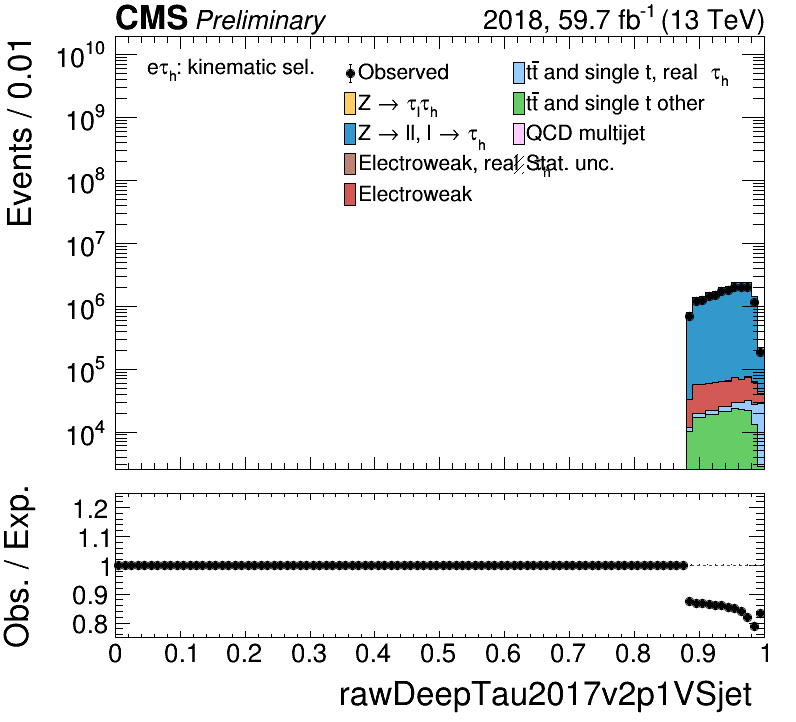 CMS Preliminary 2018, 59.7 fb⁻¹ (13 TeV)
Events / 0.01
10¹⁰
10⁹
10⁸
10⁷
10⁶
10⁵
10⁴
eτₕ: kinematic sel.
Observed
Z → τₗτₕ
Z → ll, l → τₕ
Electroweak, real τₕ
Electroweak
tt̄ and single t, real τₕ
tt̄ and single t other
QCD multijet
Stat. unc.
Obs. / Exp.
1.2
1.1
1
0.9
0.8
0 0.1 0.2 0.3 0.4 0.5 0.6 0.7 0.8 0.9 1
rawDeepTau2017v2p1VSjet